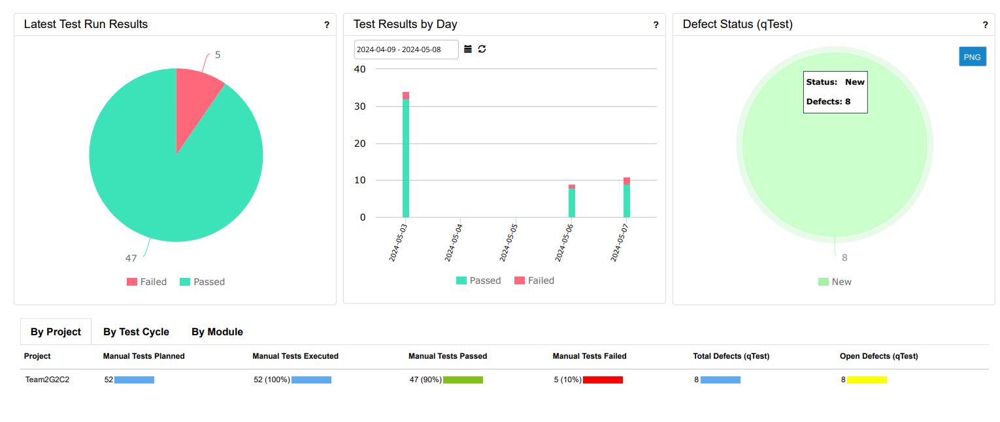 Latest Test Run Results ?
5
47
Failed Passed
Test Results by Day ?
2024-04-09 - 2024-05-08
40
30
20
10
0
2024-05-03 2024-05-04 2024-05-05 2024-05-06 2024-05-07
Passed Failed
Defect Status (qTest) ?
PNG
Status: New
Defects: 8
8
New
By Project By Test Cycle By Module
Project Manual Tests Planned Manual Tests Executed Manual Tests Passed Manual Tests Failed Total Defects (qTest) Open Defects (qTest)
Team2G2C2 52 52 (100%) 47 (90%) 5 (10%) 8 8